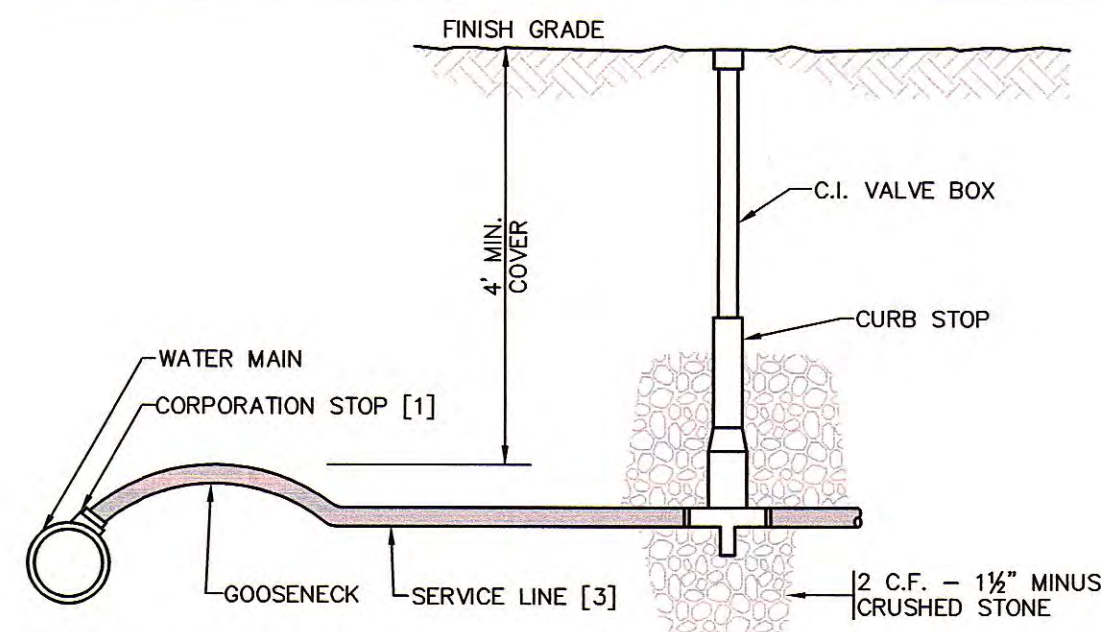 FINISH GRADE
C.I. VALVE BOX
4' MIN.
COVER
CURB STOP
WATER MAIN
CORPORATION STOP [1]
GOOSENECK
SERVICE LINE [3]
2 C.F. - 1½" MINUS
CRUSHED STONE